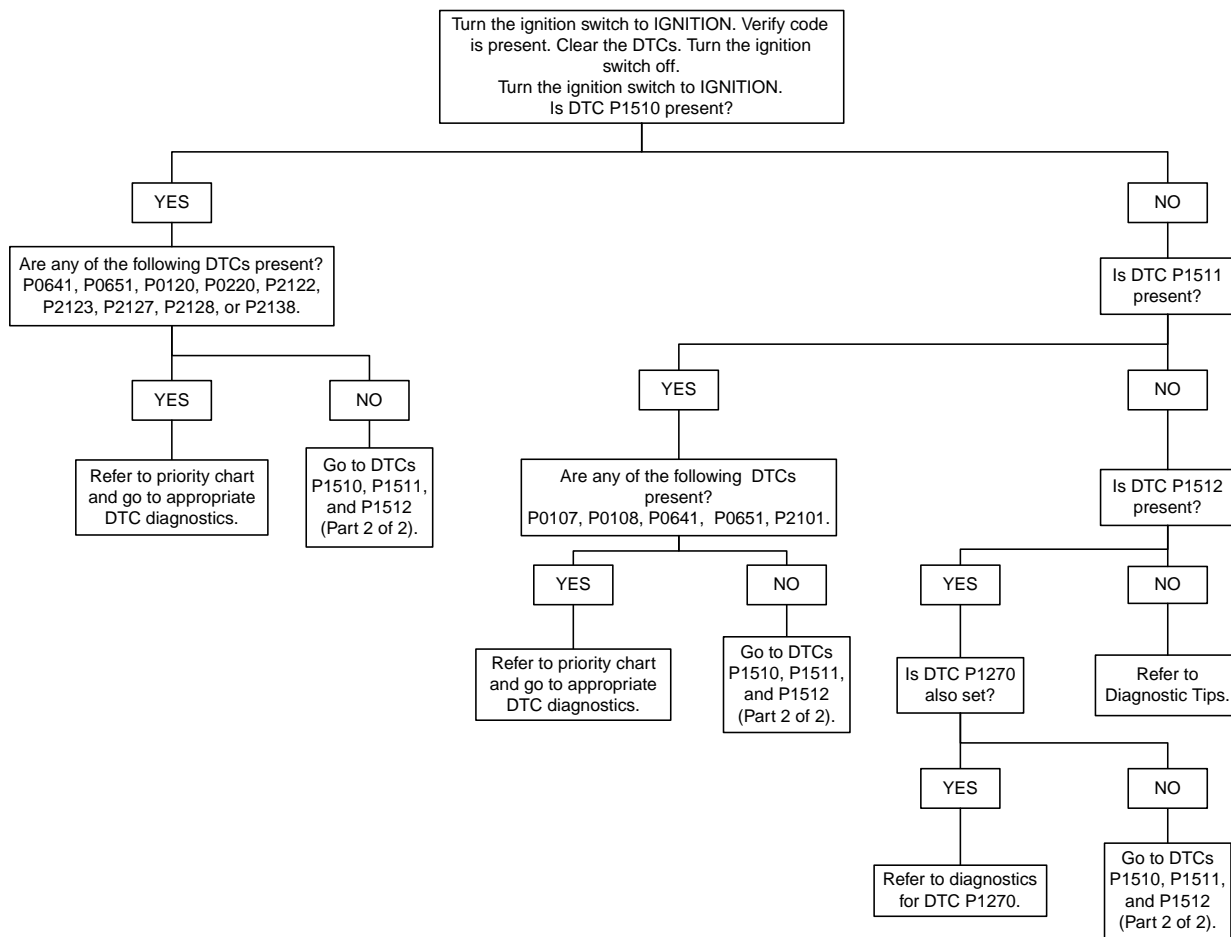 Turn the ignition switch to IGNITION. Verify code
is present. Clear the DTCs. Turn the ignition
switch off.
Turn the ignition switch to IGNITION.
Is DTC P1510 present?
YES
NO
Are any of the following DTCs present?
P0641, P0651, P0120, P0220, P2122,
P2123, P2127, P2128, or P2138.
Is DTC P1511
present?
YES
NO
YES
NO
Refer to priority chart
and go to appropriate
DTC diagnostics.
Go to DTCs
P1510, P1511,
and P1512
(Part 2 of 2).
Are any of the following DTCs
present?
P0107, P0108, P0641, P0651, P2101.
Is DTC P1512
present?
YES
NO
YES
NO
Refer to priority chart
and go to appropriate
DTC diagnostics.
Go to DTCs
P1510, P1511,
and P1512
(Part 2 of 2).
Is DTC P1270
also set?
Refer to
Diagnostic Tips.
YES
NO
Refer to diagnostics
for DTC P1270.
Go to DTCs
P1510, P1511,
and P1512
(Part 2 of 2).